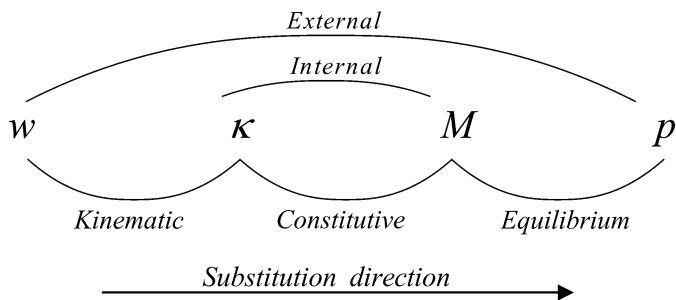 External
Internal
w κ M p
Kinematic Constitutive Equilibrium
Substitution direction